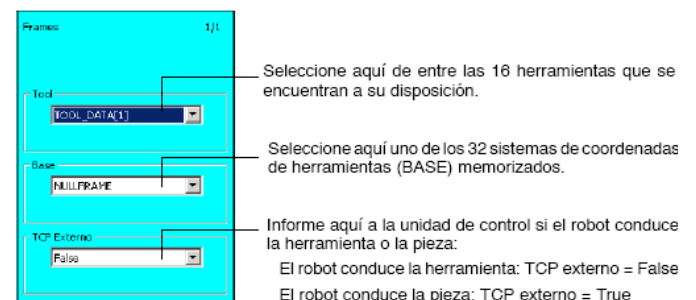 Frames 1/1
Tool
TOOL_DATA[1]
Base
NULLFRAME
TCP Externo
False
Seleccione aquí de entre las 16 herramientas que se
encuentran a su disposición.
Seleccione aquí uno de los 32 sistemas de coordenadas
de herramientas (BASE) memorizados.
Informe aquí a la unidad de control si el robot conduce
la herramienta o la pieza:
El robot conduce la herramienta: TCP externo = False
El robot conduce la pieza: TCP externo = True